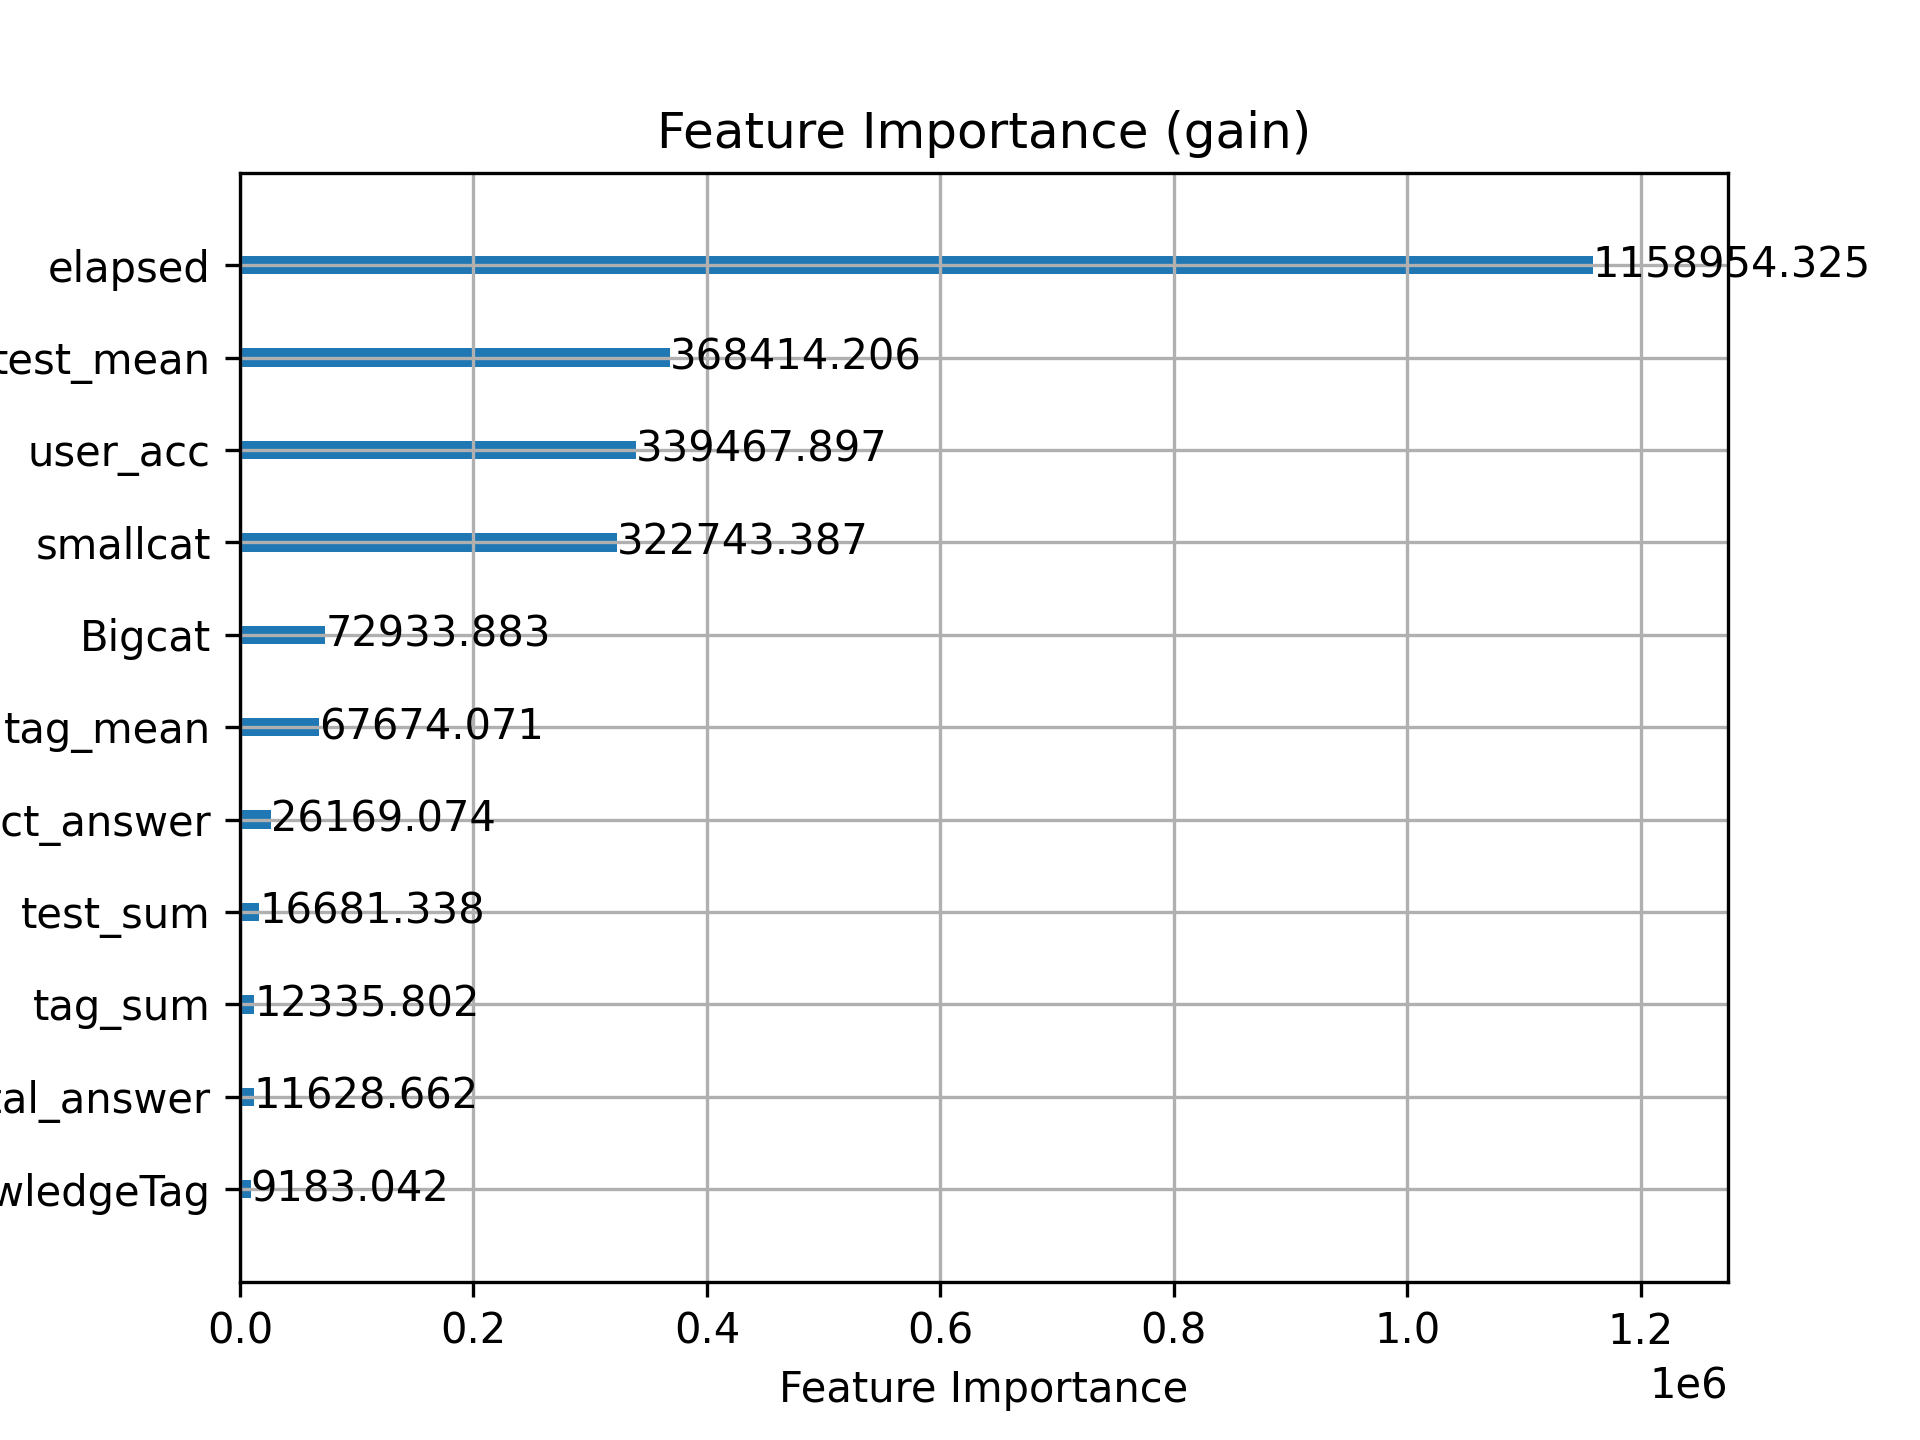 Feature Importance (gain)
elapsed 1158954.325
test_mean 368414.206
user_acc 339467.897
smallcat 322743.387
Bigcat 72933.883
tag_mean 67674.071
ct_answer 26169.074
test_sum 16681.338
tag_sum 12335.802
al_answer 11628.662
wledgeTag 9183.042
0.0 0.2 0.4 0.6 0.8 1.0 1.2
1e6
Feature Importance